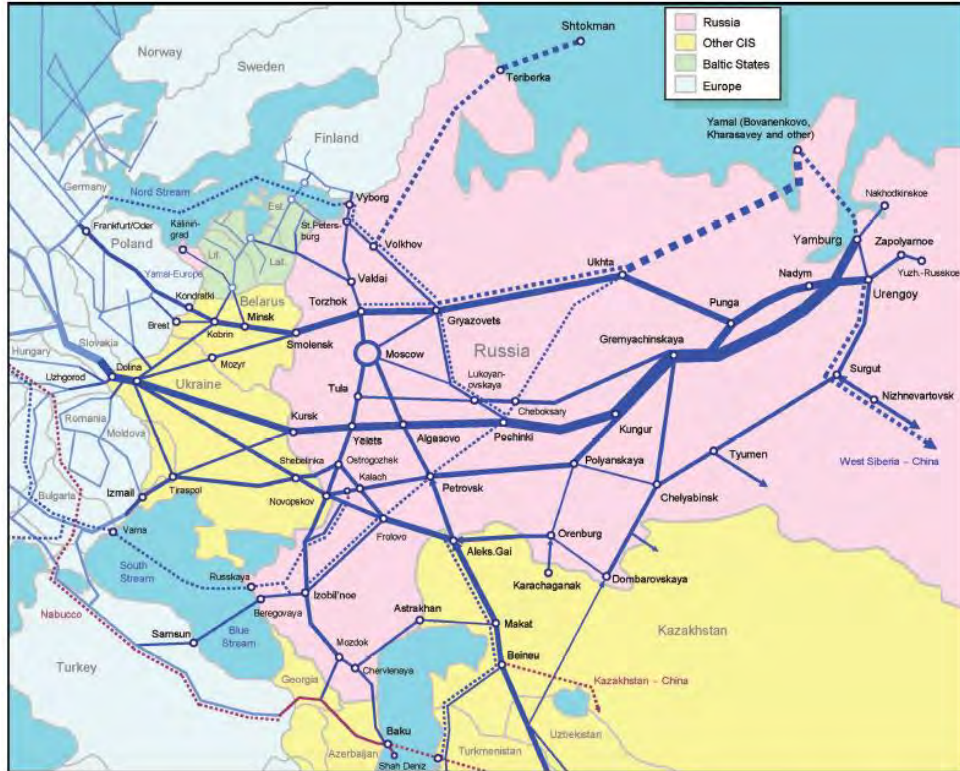 Russia
Other CIS
Baltic States
Europe
Shtokman
Norway
Sweden
Teriberka
Yamal (Bovanenkovo,
Kharasavey and other)
Finland
Germany
Nord Stream
Vyborg
Nakhodkinskoe
Frankfurt/Oder
Kalinin-
grad
Est.
St.Peters-
burg
Volkhov
Yamburg
Zapolyarnoe
Poland
Lit.
Lat.
Ukhta
Nadym
Yuzh.-Russkoe
Yamal-Europe
Valdai
Urengoy
Kondratki
Belarus
Torzhok
Punga
Minsk
Gryazovets
Brest
Kobrin
Smolensk
Russia
Gremyachinskaya
Slovakia
Moscow
Hungary
Dolina
Mozyr
Lukoyan-
ovskaya
Surgut
Uzhgorod
Ukraine
Tula
Cheboksary
Nizhnevartovsk
Romania
Kursk
Pochinki
Kungur
Moldova
Yelets
Algasovo
Tyumen
West Siberia – China
Shebelinka
Ostrogozhek
Polyanskaya
Bulgaria
Izmail
Tiraspol
Novopskov
Kalach
Petrovsk
Chelyabinsk
Varna
Frolovo
Aleks.Gai
Orenburg
South
Stream
Russkaya
Karachaganak
Dombarovskaya
Nabucco
Beregovaya
Izobil'noe
Astrakhan
Samsun
Blue
Stream
Makat
Kazakhstan
Mozdok
Turkey
Chervlenaya
Beineu
Georgia
Kazakhstan – China
Baku
Uzbekistan
Azerbaijan
Turkmenistan
Shah Deniz